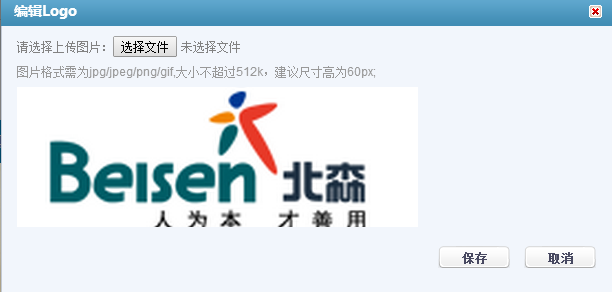 编辑Logo
请选择上传图片： 选择文件 未选择文件
图片格式需为jpg/jpeg/png/gif,大小不超过512k，建议尺寸高为60px;
Beisen 北森
人为本 才善用
保存 取消